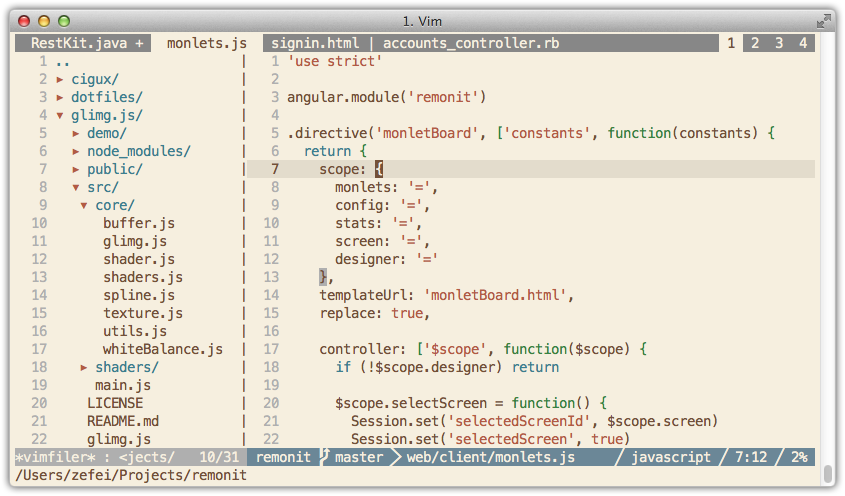 1. Vim
RestKit.java + monlets.js signin.html | accounts_controller.rb 1 2 3 4
1 .. | 1 'use strict'
2 ▸ cigux/ | 2
3 ▸ dotfiles/ | 3 angular.module('remonit')
4 ▾ glimg.js/ | 4
5 ▸ demo/ | 5 .directive('monletBoard', ['constants', function(constants) {
6 ▸ node_modules/ | 6 return {
7 ▸ public/ | 7 scope: {
8 ▾ src/ | 8 monlets: '=',
9 ▾ core/ | 9 config: '=',
10 buffer.js | 10 stats: '=',
11 glimg.js | 11 screen: '=',
12 shader.js | 12 designer: '='
13 shaders.js | 13 },
14 spline.js | 14 templateUrl: 'monletBoard.html',
15 texture.js | 15 replace: true,
16 utils.js | 16
17 whiteBalance.js | 17 controller: ['$scope', function($scope) {
18 ▸ shaders/ | 18 if (!$scope.designer) return
19 main.js | 19
20 LICENSE | 20 $scope.selectScreen = function() {
21 README.md | 21 Session.set('selectedScreenId', $scope.screen)
22 glimg.js | 22 Session.set('selectedScreen', true)
*vimfiler* : <jects/ 10/31 remonit master web/client/monlets.js javascript 7:12 2%
/Users/zefei/Projects/remonit